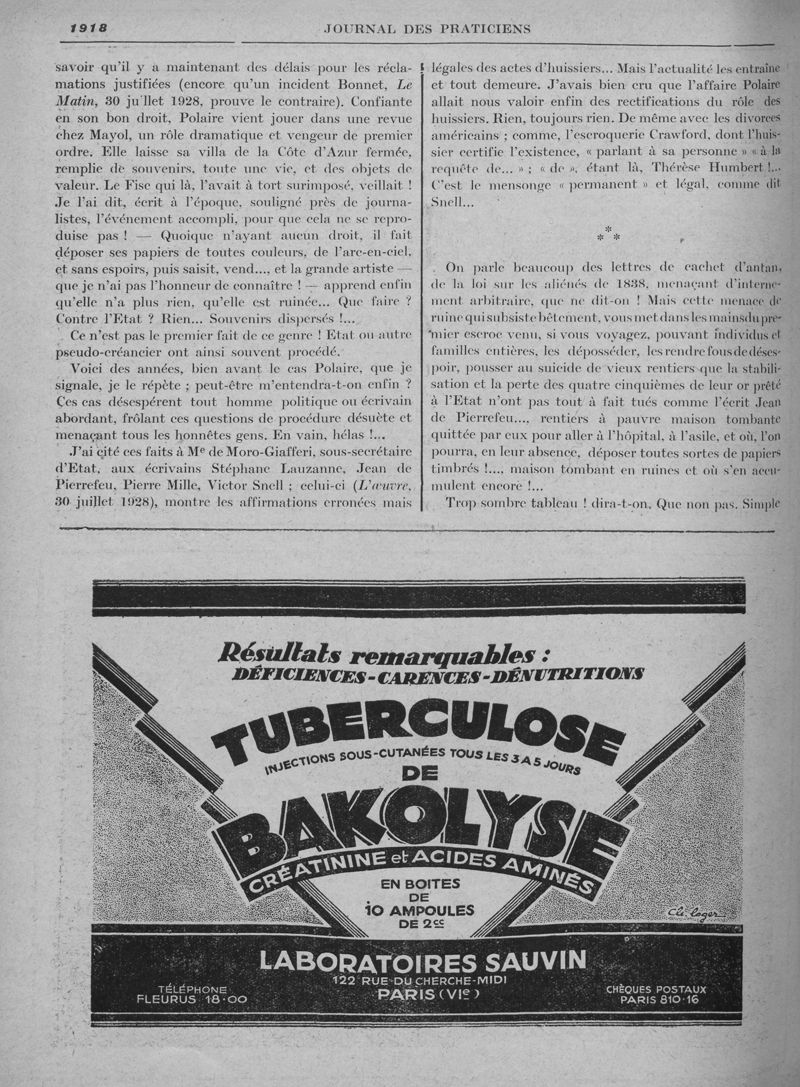 1918
JOURNAL DES PRATICIENS
savoir qu'il y a maintenant des délais pour les récla-
mations justifiées (encore qu'un incident Bonnet, Le
Matin, 30 ju'llet 1928, prouve le contraire). Confiante
en son bon droit, Polaire vient jouer dans une revue
chez Mayol, un rôle dramatique et vengeur de premier
ordre. Elle laisse sa villa de la Côte d'Azur fermée,
remplie de souvenirs, toute une vie, et des objets de
valeur. Le Fisc qui là, l'avait à tort surimposé, veillait !
Je l'ai dit, écrit à l'époque, souligné près de journa-
listes, l'événement accompli, pour que cela ne se repro-
duise pas ! — Quoique n'ayant aucun droit, il fait
déposer ses papiers de toutes couleurs, de l'arc-en-ciel,
et sans espoirs, puis saisit, vend..., et la grande artiste —
que je n'ai pas l'honneur de connaître ! — apprend enfin
qu'elle n'a plus rien, qu'elle est ruinée... Que faire ?
Contre l'Etat ? Rien... Souvenirs dispersés !...
Ce n'est pas le premier fait de ce genre ! Etat ou autre
pseudo-créancier ont ainsi souvent procédé.
Voici des années, bien avant le cas Polaire, que je
signale, je le répète ; peut-être m'entendra-t-on enfin ?
Ces cas désespérent tout homme politique ou écrivain
abordant, frôlant ces questions de procédure désuète et
menaçant tous les honnêtes gens. En vain, hélas !...
J'ai cité ces faits à Me de Moro-Giafferi, sous-secrétaire
d'Etat, aux écrivains Stéphane Lauzanne, Jean de
Pierrefeu, Pierre Mille, Victor Snell ; celui-ci (L'œuvre,
30 juillet 1928), montre les affirmations erronées mais
légales des actes d'huissiers... Mais l'actualité les entraîne
et tout demeure. J'avais bien cru que l'affaire Polaire
allait nous valoir enfin des rectifications du rôle des
huissiers. Rien, toujours rien. De même avec les divorces
américains ; comme, l'escroquerie Crawford, dont l'huis-
sier certifie l'existence, « parlant à sa personne » « à la
requête de... » ; « de », étant là, Thérèse Humbert !...
C'est le mensonge « permanent » et légal, comme dit
Snell...
* * *
On parle beaucoup des lettres de cachet d'antan,
de la loi sur les aliénés de 1838, menaçant d'interne-
ment arbitraire, que ne dit-on ! Mais cette menace de
ruine qui subsiste bêtement, vous met dans les mains du pre-
mier escroc venu, si vous voyagez, pouvant individus et
familles entières, les déposséder, les rendre fous de déses-
poir, pousser au suicide de vieux rentiers que la stabili-
sation et la perte des quatre cinquièmes de leur or prêté
à l'Etat n'ont pas tout à fait tués comme l'écrit Jean
de Pierrefeu..., rentiers à pauvre maison tombante
quittée par eux pour aller à l'hôpital, à l'asile, et où, l'on
pourra, en leur absence, déposer toutes sortes de papiers
timbrés !..., maison tombant en ruines et où s'en accu-
mulent encore !...
Trop sombre tableau ! dira-t-on. Que non pas. Simple
Résultats remarquables :
DÉFICIENCES - CARENCES - DÉNUTRITIONS
TUBERCULOSE
INJECTIONS SOUS-CUTANÉES TOUS LES 3 A 5 JOURS
DE
BAKOLYSE
CRÉATININE et ACIDES AMINÉS
EN BOITES
DE
10 AMPOULES
DE 2cc
Ch. Loger
LABORATOIRES SAUVIN
122 RUE DU CHERCHE-MIDI
PARIS (VIe)
TÉLÉPHONE
FLEURUS 18-00
CHÈQUES POSTAUX
PARIS 810-16